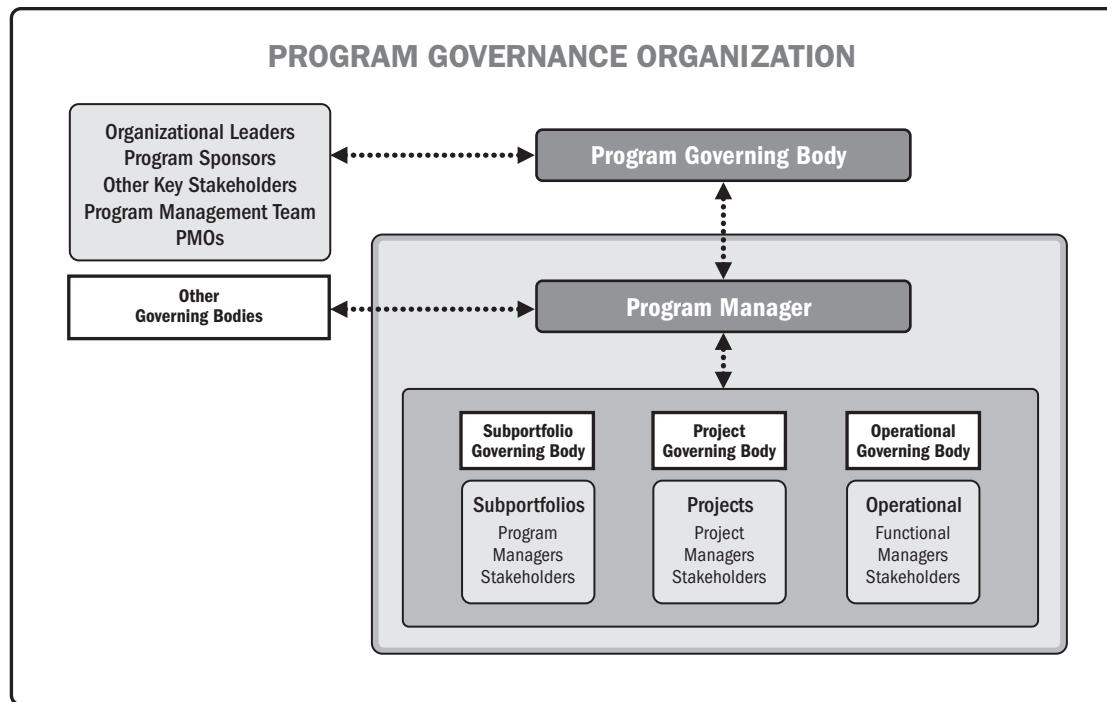 PROGRAM GOVERNANCE ORGANIZATION
Organizational Leaders
Program Sponsors
Other Key Stakeholders
Program Management Team
PMOs
Program Governing Body
Other
Governing Bodies
Program Manager
Subportfolio
Governing Body
Project
Governing Body
Operational
Governing Body
Subportfolios
Program
Managers
Stakeholders
Projects
Project
Managers
Stakeholders
Operational
Functional
Managers
Stakeholders